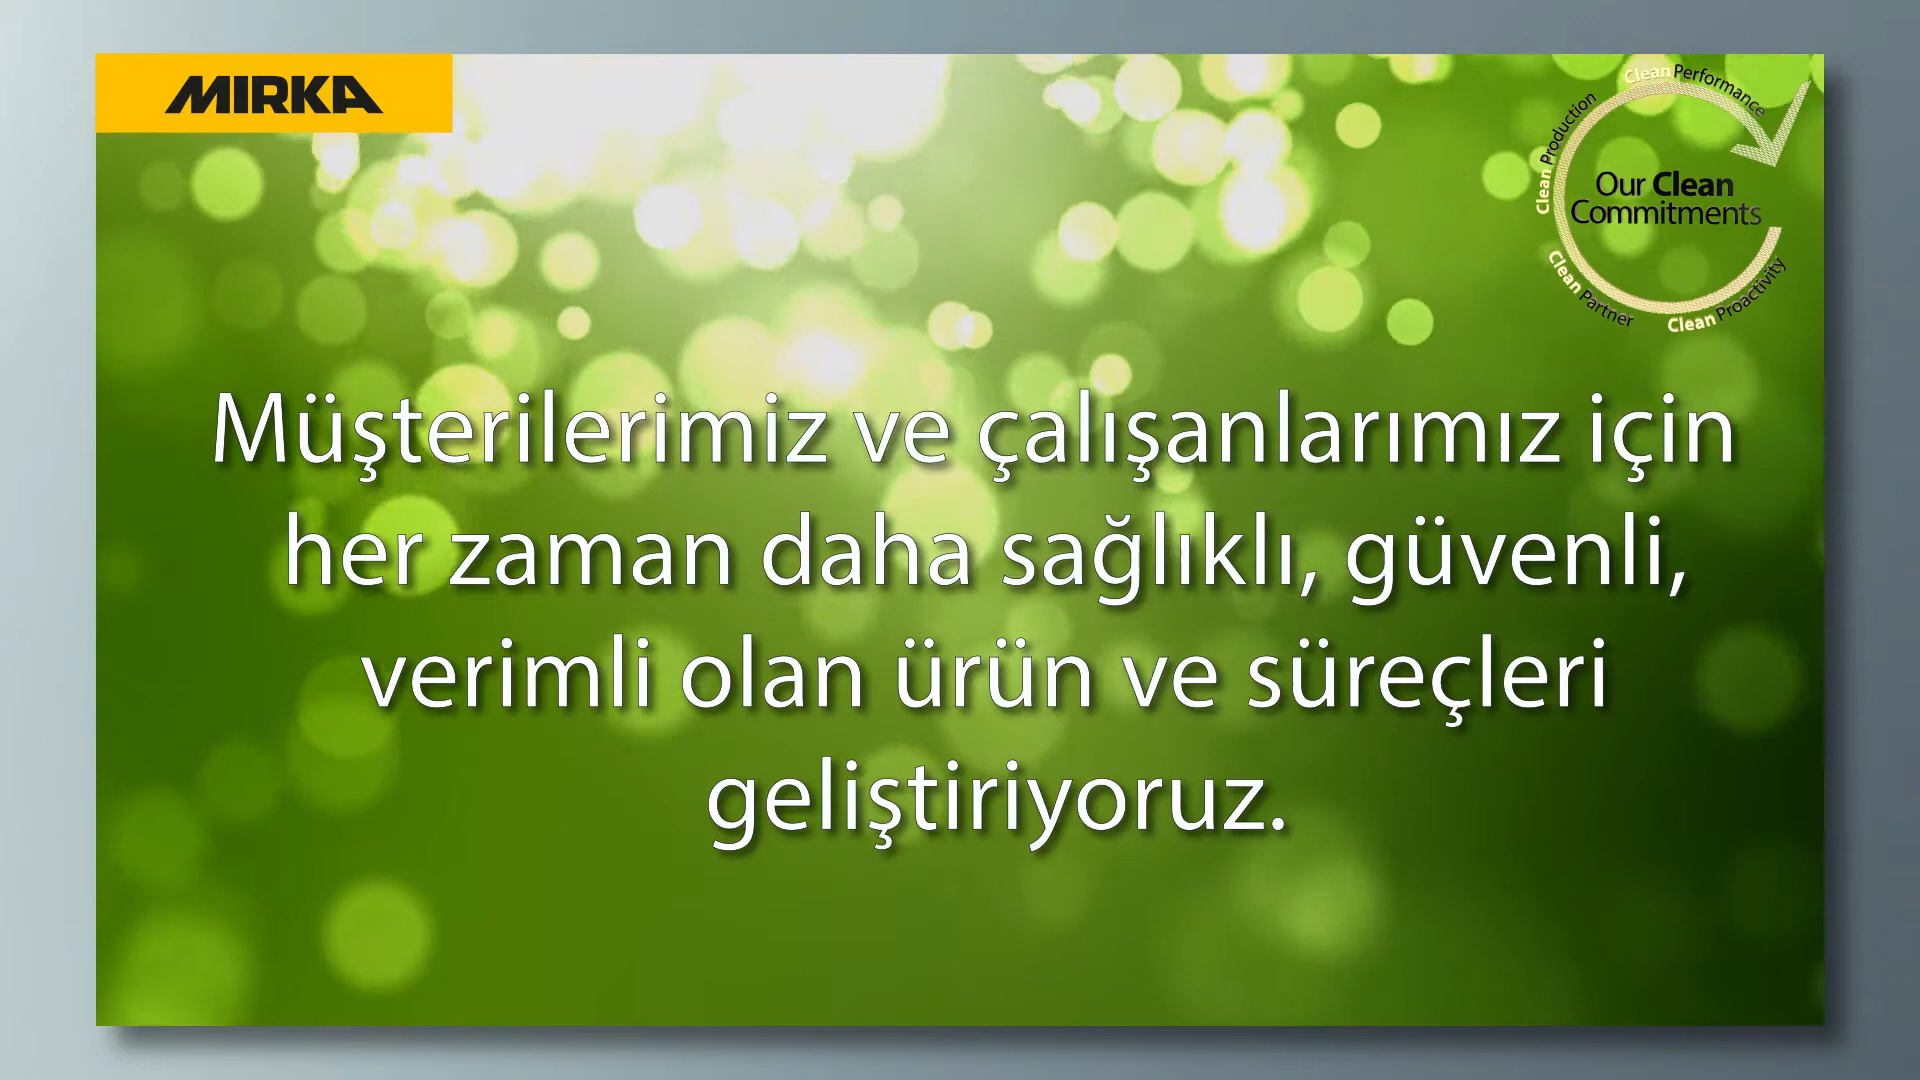 MIRKA
Clean Performance
Clean Production
Our Clean
Commitments
Clean Partner
Clean Proactivity
Müşterilerimiz ve çalışanlarımız için
her zaman daha sağlıklı, güvenli,
verimli olan ürün ve süreçleri
geliştiriyoruz.